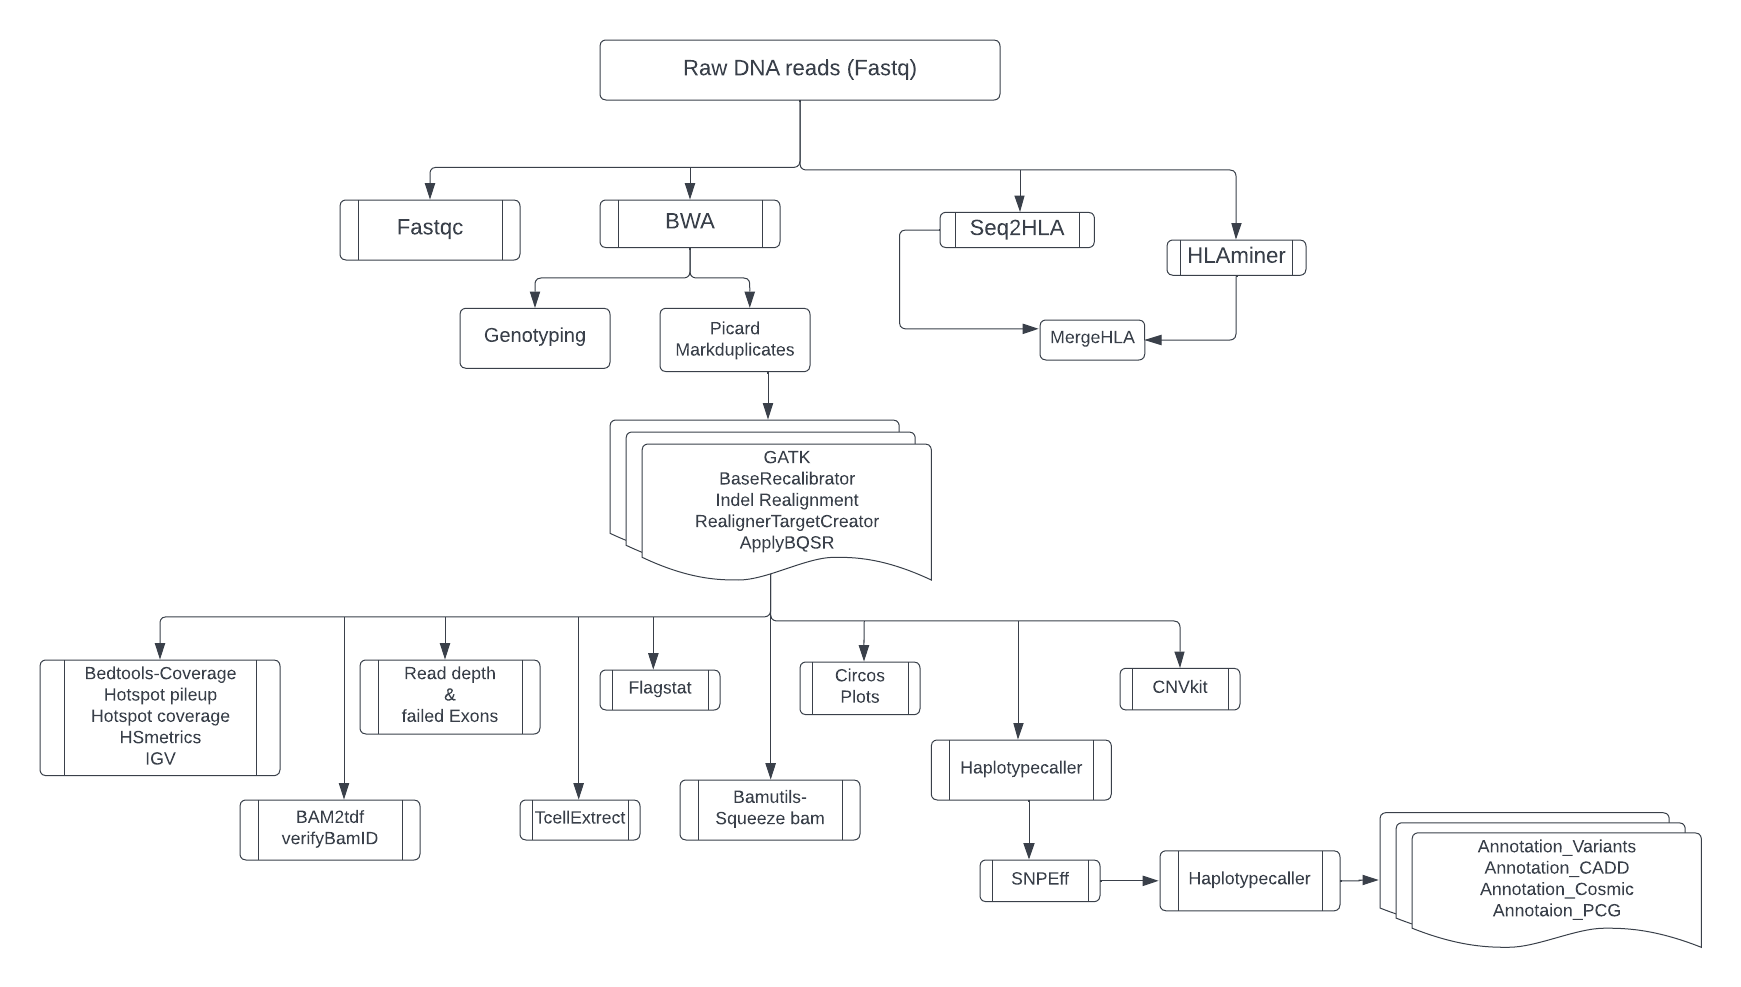 Raw DNA reads (Fastq)
Fastqc
BWA
Seq2HLA
HLAminer
Genotyping
Picard
Markduplicates
MergeHLA
GATK
BaseRecalibrator
Indel Realignment
RealignerTargetCreator
ApplyBQSR
Bedtools-Coverage
Hotspot pileup
Hotspot coverage
HSmetrics
IGV
Read depth
&
failed Exons
Flagstat
Circos
Plots
CNVkit
BAM2tdf
verifyBamID
TcellExtrect
Bamutils-
Squeeze bam
Haplotypecaller
SNPEff
Haplotypecaller
Annotation_Variants
Annotation_CADD
Annotation_Cosmic
Annotaion_PCG